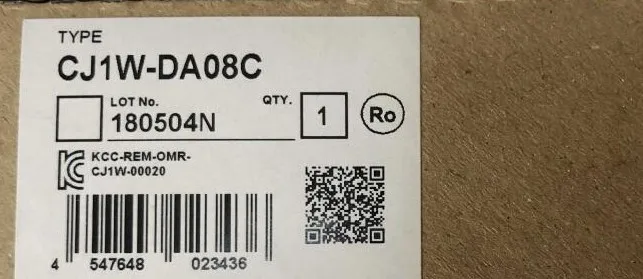 TYPE
CJ1W-DA08C
LOT No. QTY.
180504N 1 Ro
KCC-REM-OMR-
CJ1W-00020
4 547648 023436